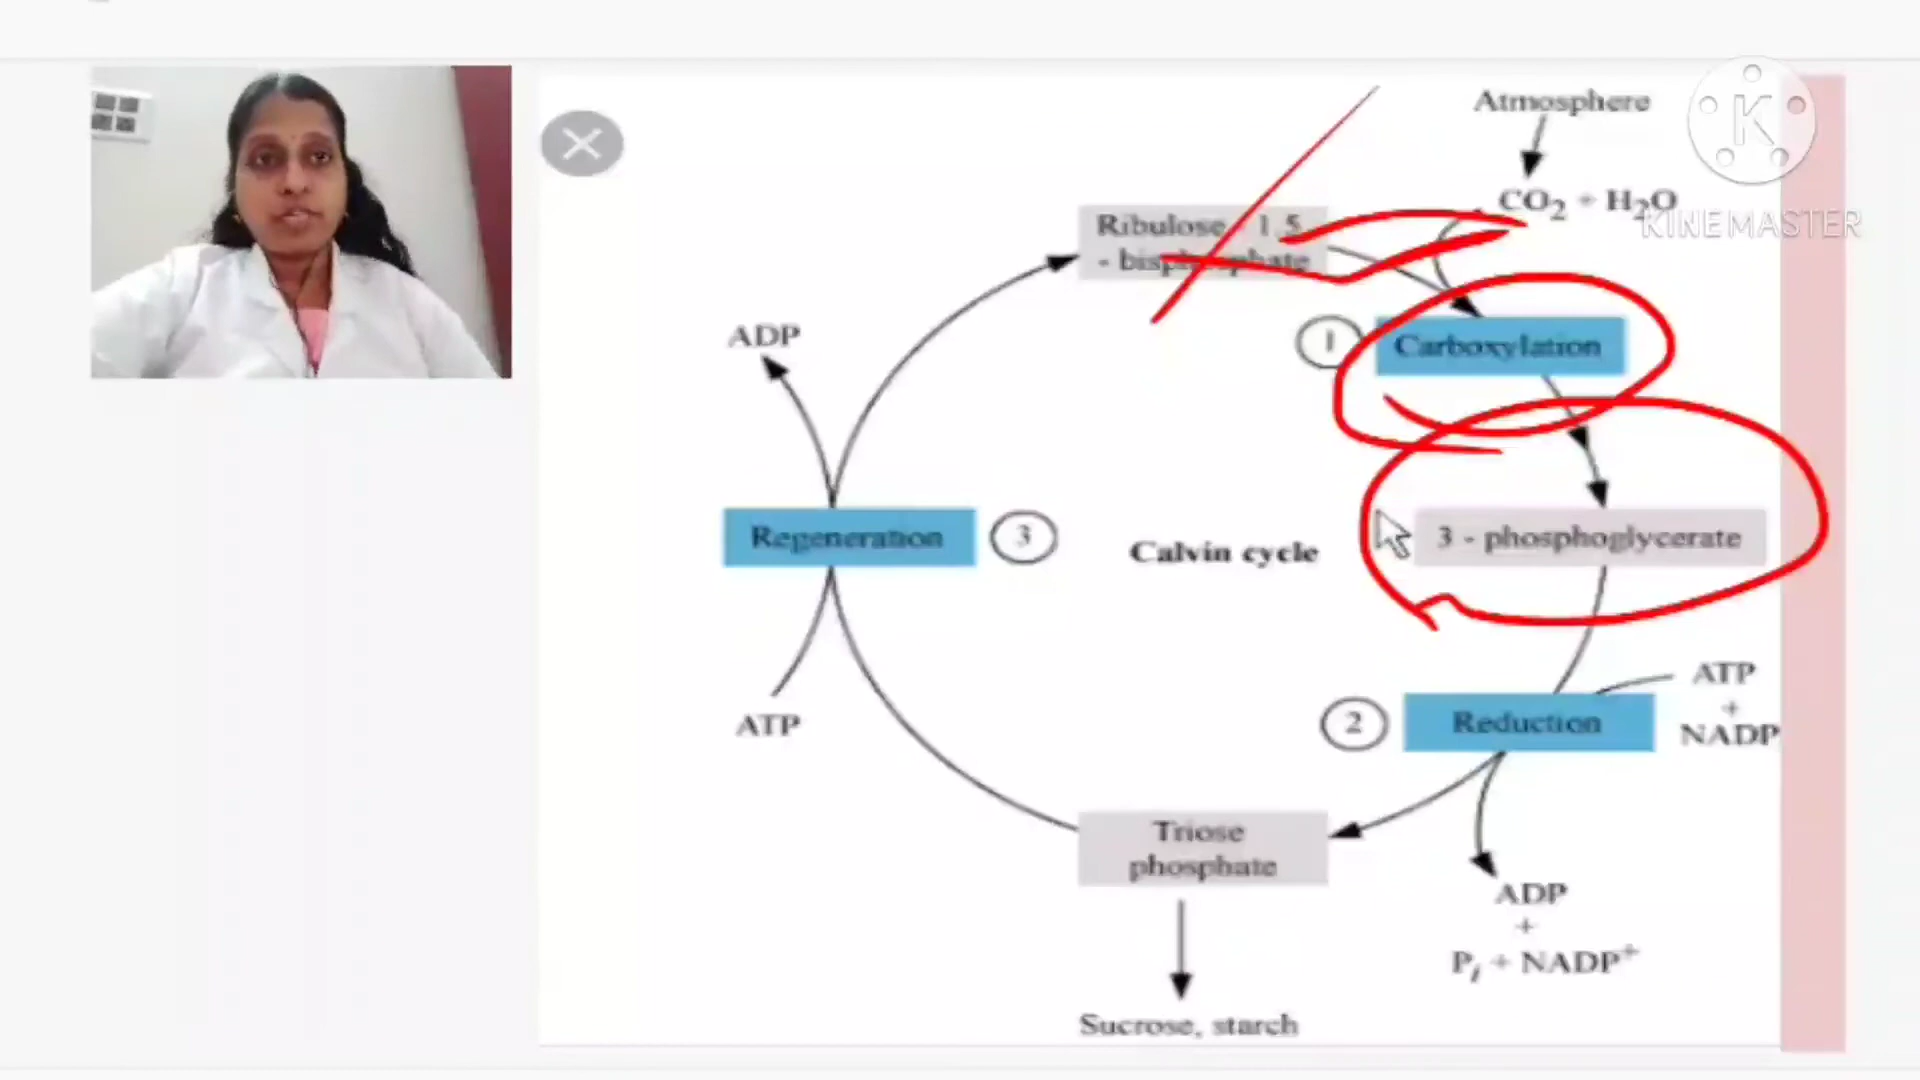 Atmosphere
K
CO₂ + H₂O
KINEMASTER
Ribulose - 1,5
- bisphosphate
1
Carboxylation
ADP
Regeneration
3
Calvin cycle
3 - phosphoglycerate
ATP
+
NADP
2
Reduction
ATP
Triose
phosphate
ADP
+
Pi + NADP⁺
Sucrose, starch